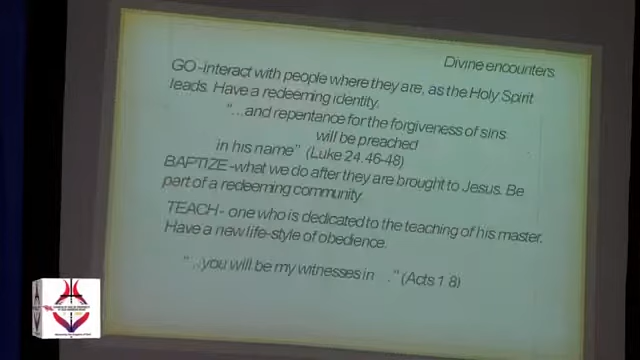 Divine encounters
GO -interact with people where they are, as the Holy Spirit
leads. Have a redeeming identity.
"...and repentance for the forgiveness of sins
will be preached
in his name" (Luke 24.46-48)
BAPTIZE -what we do after they are brought to Jesus. Be
part of a redeeming community.
TEACH- one who is dedicated to the teaching of his master.
Have a new life-style of obedience.
"...you will be my witnesses in ..." (Acts 1 8)